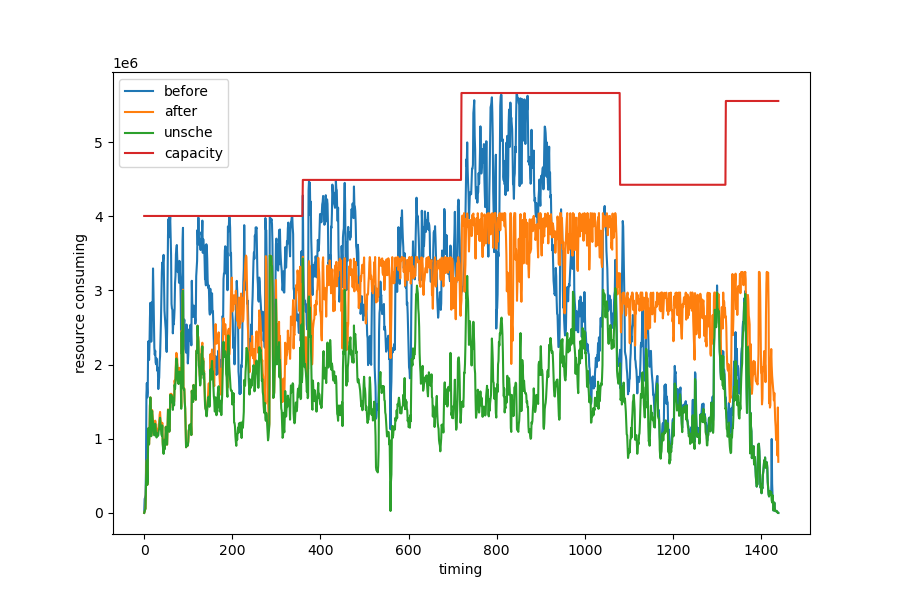 1e6
before
after
unsche
capacity
5
4
3
2
1
0
resource consuming
0 200 400 600 800 1000 1200 1400
timing